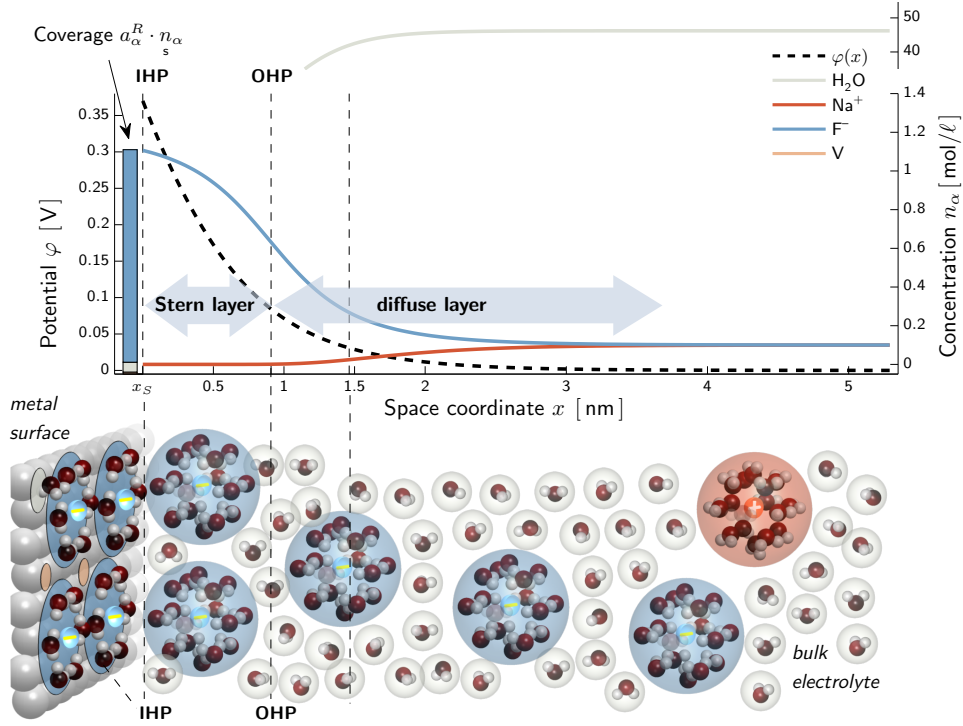 Coverage a_α^R · n_α
s
IHP
OHP
50
40
φ(x)
H₂O
Na⁺
F⁻
V
0.35
0.3
0.25
0.2
0.15
0.1
0.05
0
Potential φ [ V ]
1.4
1.2
1
0.8
0.6
0.4
0.2
0
Concentration n_α [ mol/ℓ ]
Stern layer
diffuse layer
x_S
0.5
1
1.5
2
3
4
5
Space coordinate x [ nm ]
metal
surface
bulk
electrolyte
IHP
OHP